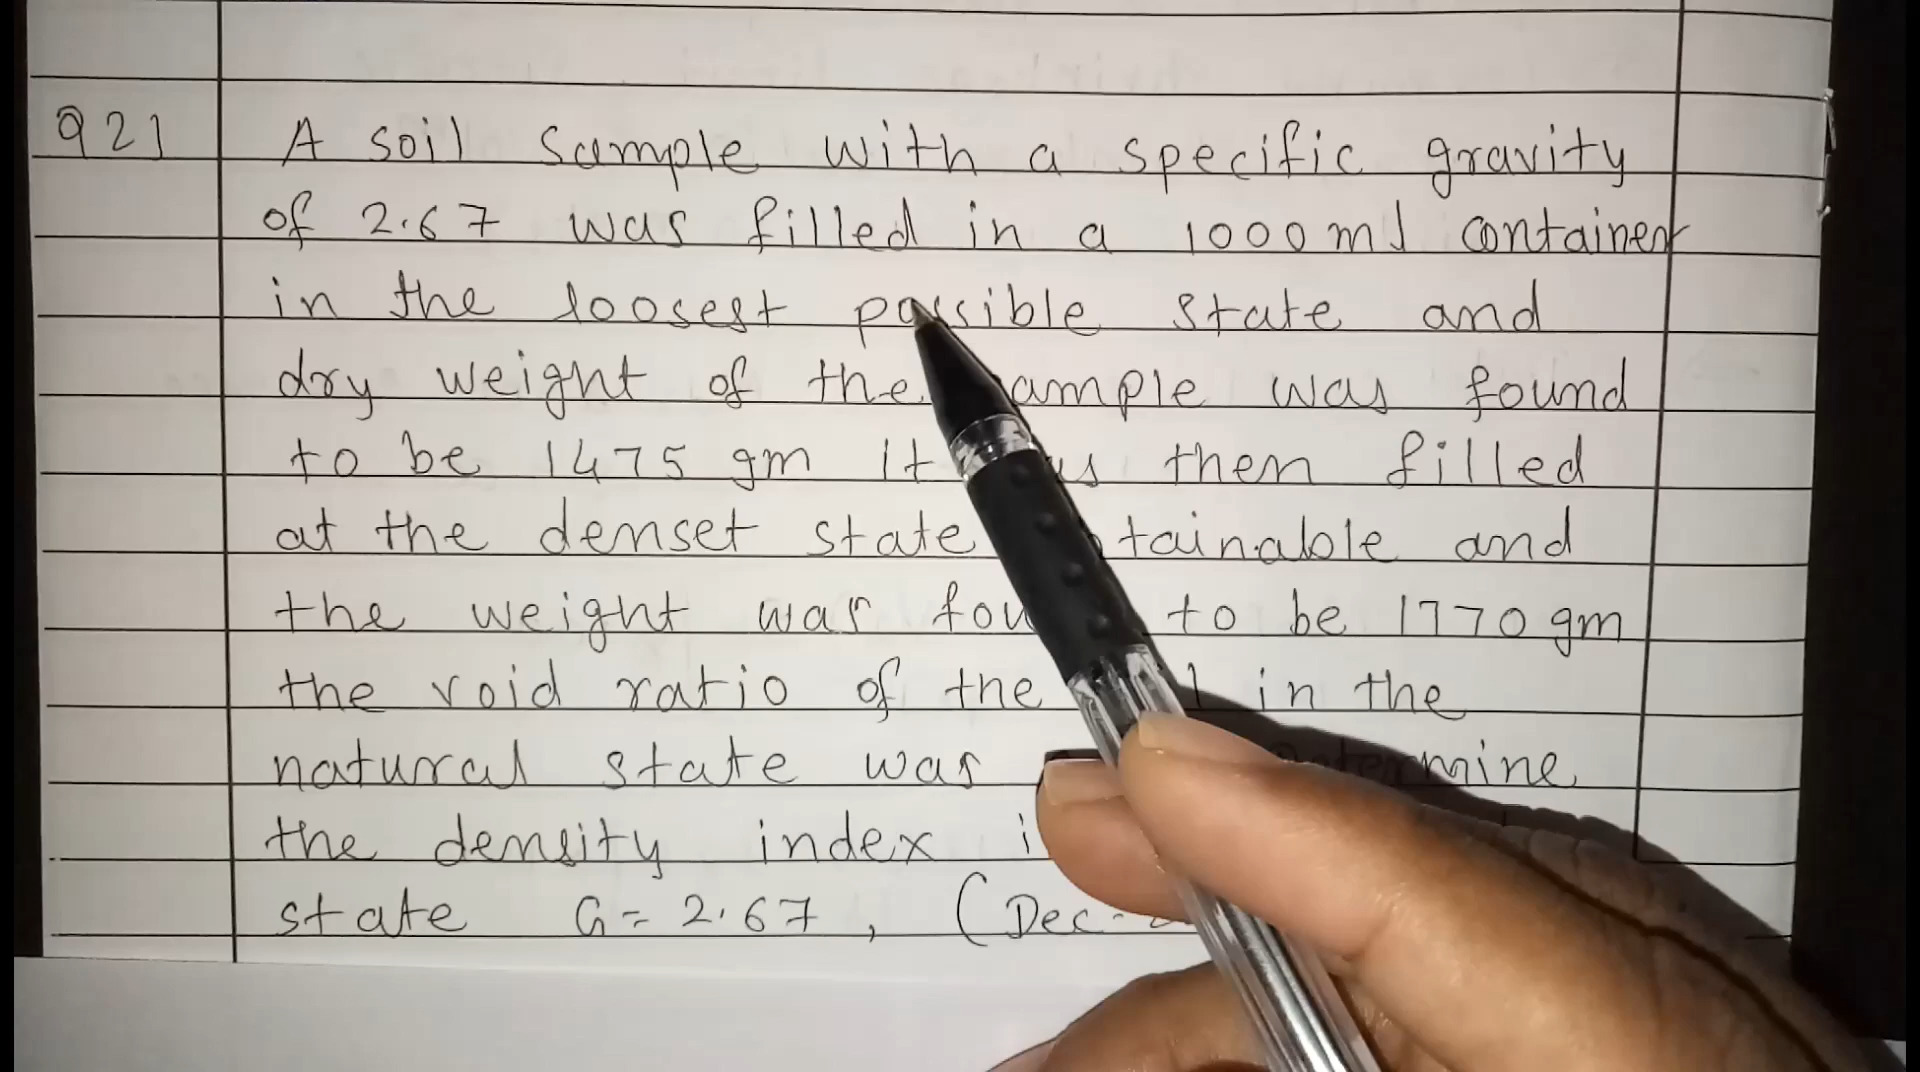 Q21 A soil sample with a specific gravity
of 2.67 was filled in a 1000 ml container
in the loosest possible state and
dry weight of the sample was found
to be 1475 gm It then filled
at the denset state and
the weight was to be 1770 gm
the void ratio of the in the
natural state was
the density index
state G = 2.67, (Dec-